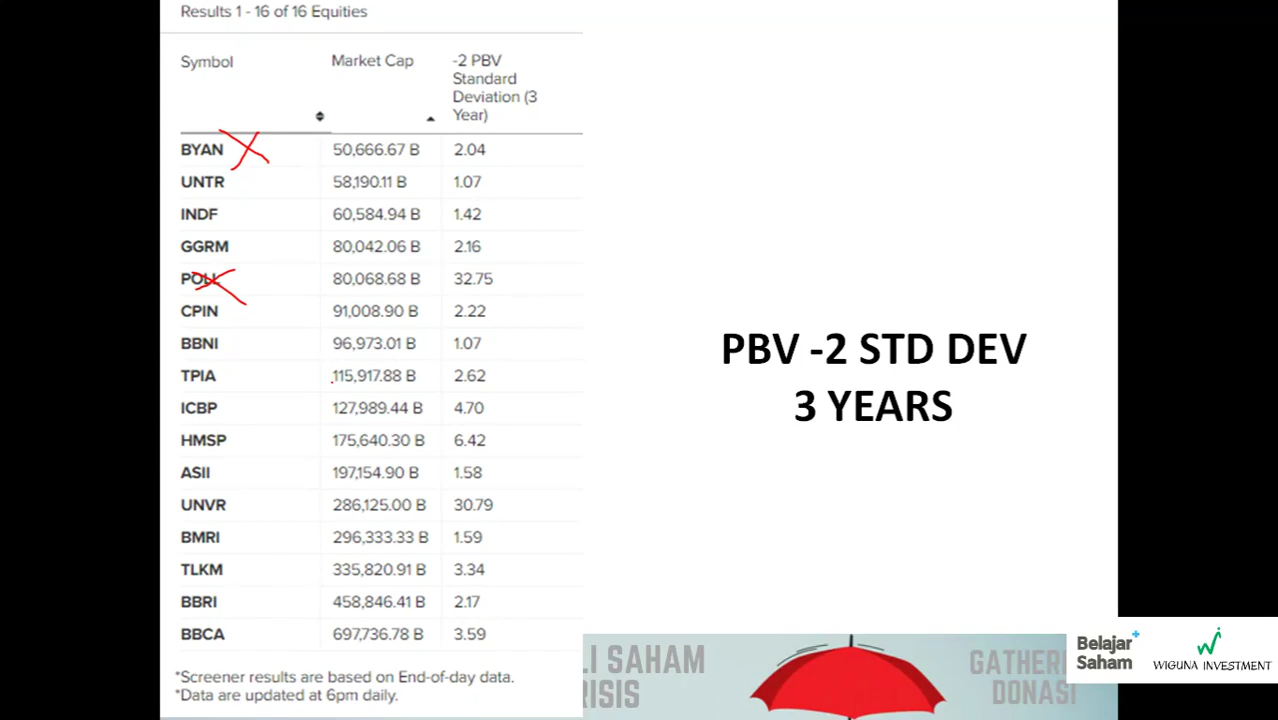 Results 1 - 16 of 16 Equities
Symbol Market Cap -2 PBV
Standard
Deviation (3
Year)
BYAN 50,666.67 B 2.04
UNTR 58,190.11 B 1.07
INDF 60,584.94 B 1.42
GGRM 80,042.06 B 2.16
POLL 80,068.68 B 32.75
CPIN 91,008.90 B 2.22
BBNI 96,973.01 B 1.07
TPIA 115,917.88 B 2.62
ICBP 127,989.44 B 4.70
HMSP 175,640.30 B 6.42
ASII 197,154.90 B 1.58
UNVR 286,125.00 B 30.79
BMRI 296,333.33 B 1.59
TLKM 335,820.91 B 3.34
BBRI 458,846.41 B 2.17
BBCA 697,736.78 B 3.59
*Screener results are based on End-of-day data.
*Data are updated at 6pm daily.
PBV -2 STD DEV
3 YEARS
LI SAHAM
RISIS
GATHERI
DONASI
Belajar+
Saham
WIGUNA INVESTMENT